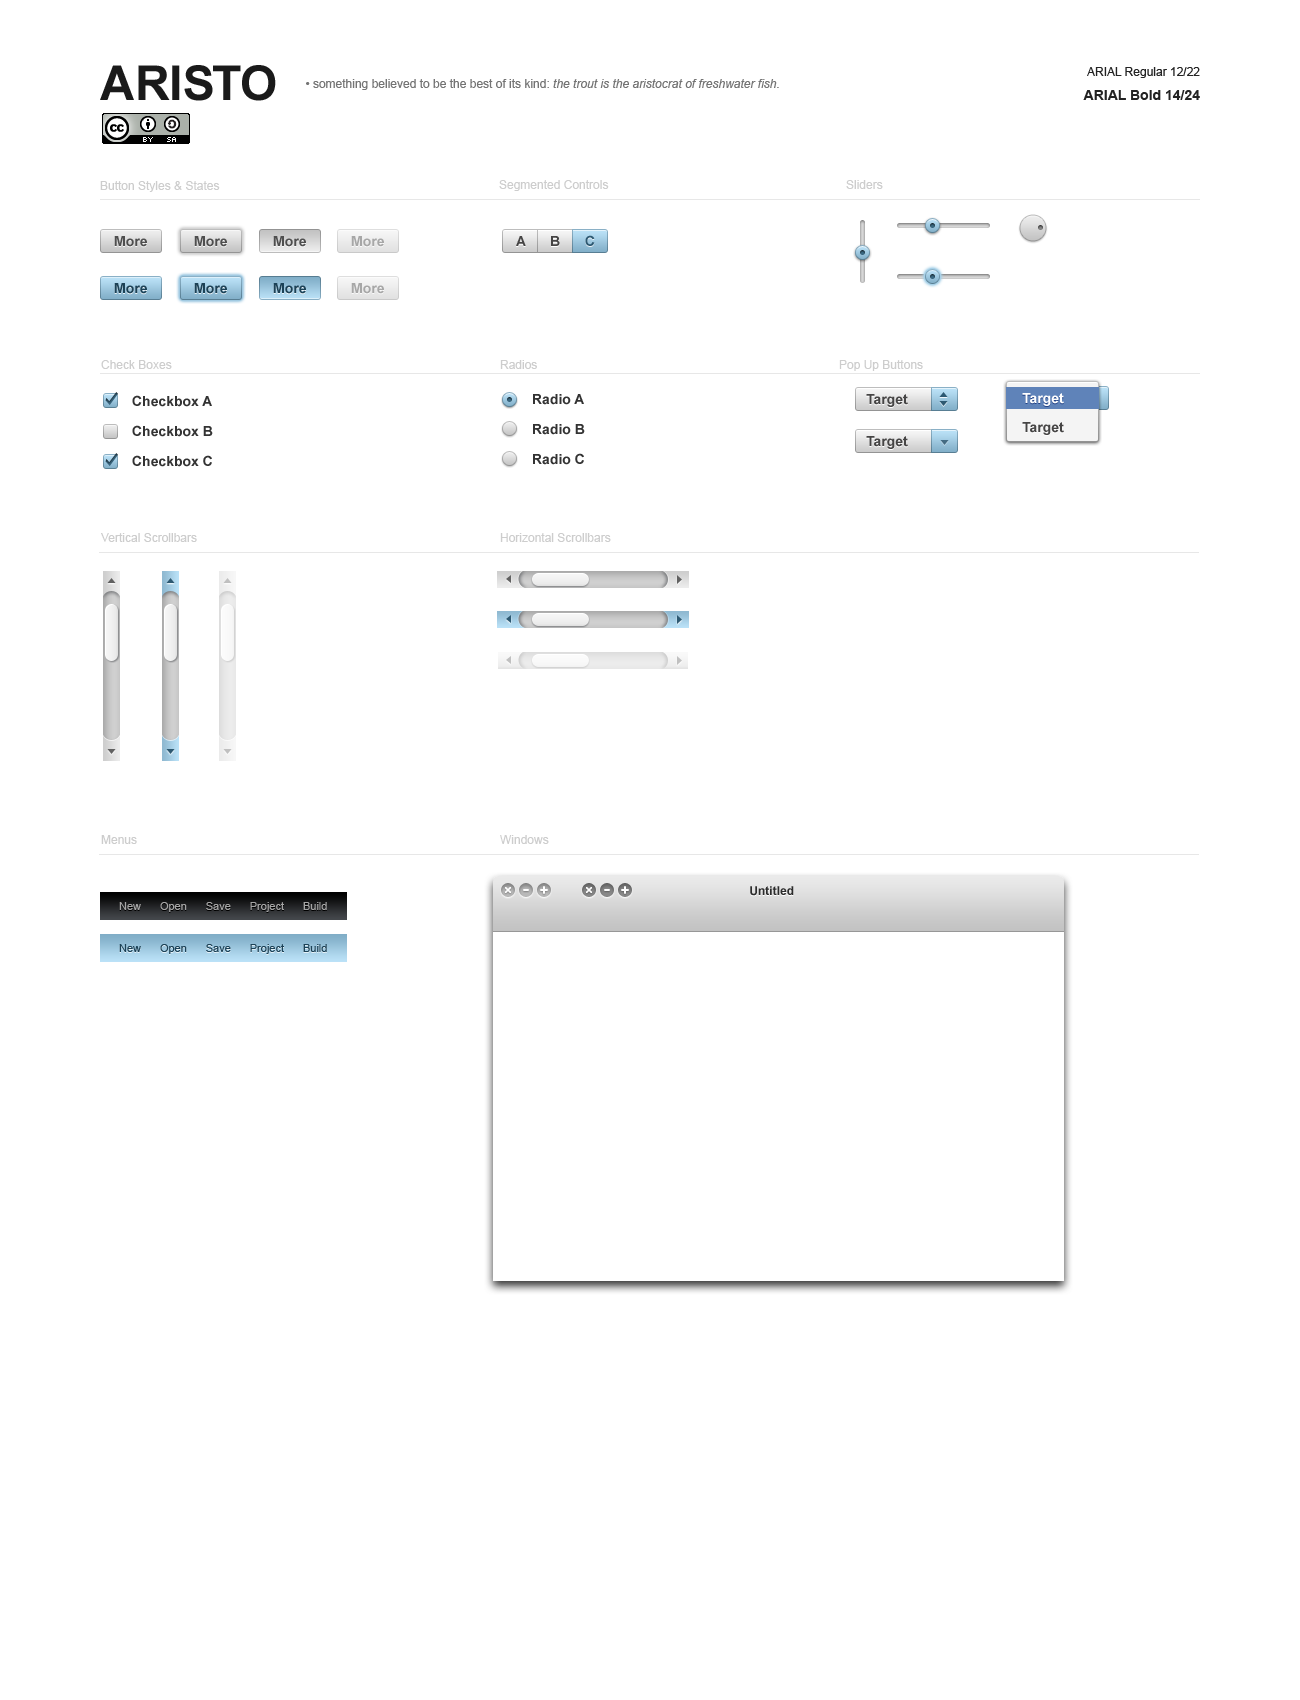 ARISTO
• something believed to be the best of its kind: the trout is the aristocrat of freshwater fish.
ARIAL Regular 12/22
ARIAL Bold 14/24
cc BY SA
Button Styles & States
Segmented Controls
Sliders
More More More More
A B C
More More More More
Check Boxes
Radios
Pop Up Buttons
Checkbox A
Checkbox B
Checkbox C
Radio A
Radio B
Radio C
Target
Target
Target
Target
Vertical Scrollbars
Horizontal Scrollbars
Menus
Windows
New Open Save Project Build
New Open Save Project Build
Untitled